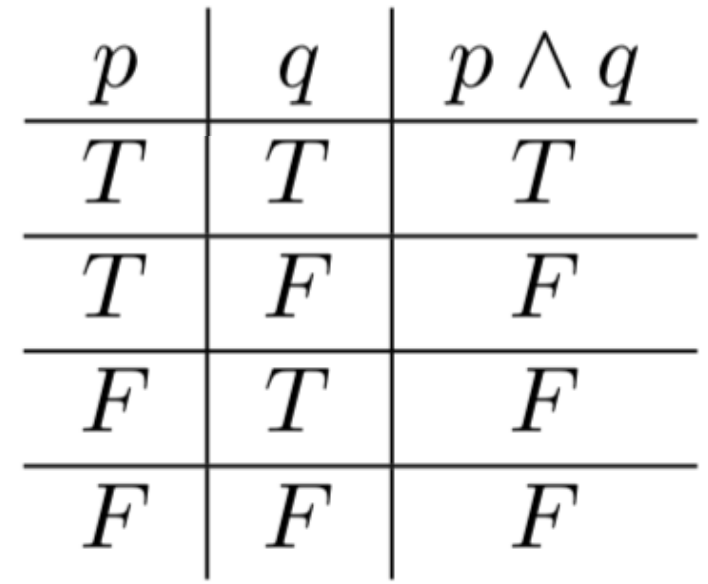 p q p ∧ q
T T T
T F F
F T F
F F F